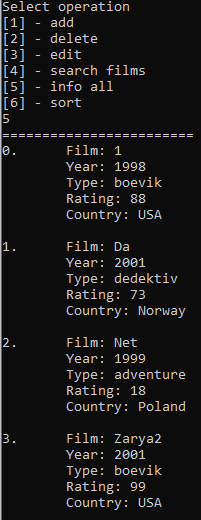 Select operation
[1] - add
[2] - delete
[3] - edit
[4] - search films
[5] - info all
[6] - sort
5
========================
0.      Film: 1
        Year: 1998
        Type: boevik
        Rating: 88
        Country: USA
1.      Film: Da
        Year: 2001
        Type: dedektiv
        Rating: 73
        Country: Norway
2.      Film: Net
        Year: 1999
        Type: adventure
        Rating: 18
        Country: Poland
3.      Film: Zarya2
        Year: 2001
        Type: boevik
        Rating: 99
        Country: USA